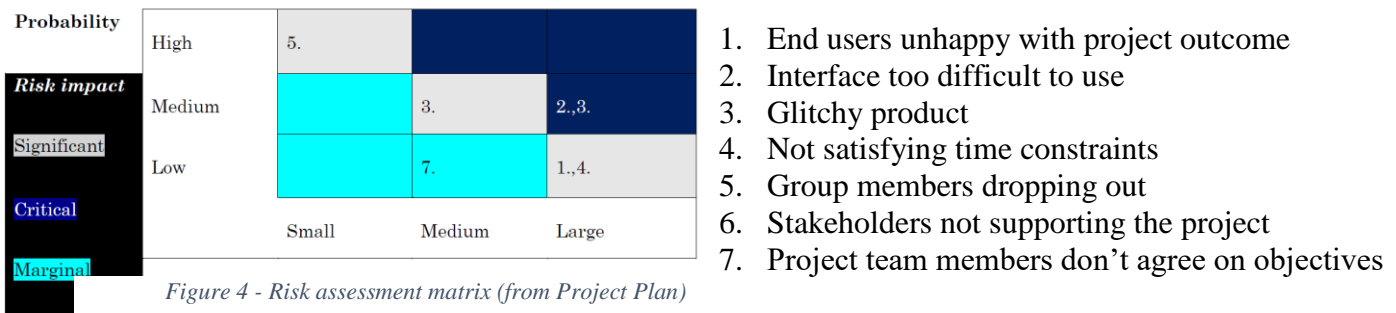 Probability
High 5.
Risk impact
Medium 3. 2.,3.
Significant
Low 7. 1.,4.
Critical
Small Medium Large
Marginal
Figure 4 - Risk assessment matrix (from Project Plan)
1. End users unhappy with project outcome
2. Interface too difficult to use
3. Glitchy product
4. Not satisfying time constraints
5. Group members dropping out
6. Stakeholders not supporting the project
7. Project team members don’t agree on objectives